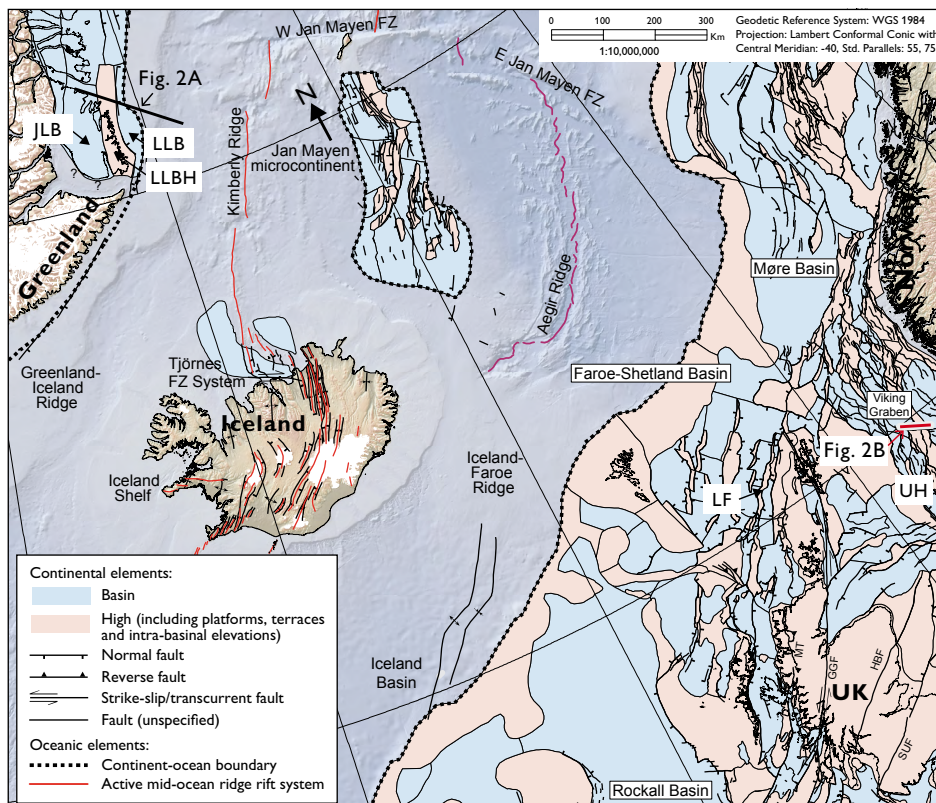 W Jan Mayen FZ
0 100 200 300
Km
1:10,000,000
Geodetic Reference System: WGS 1984
Projection: Lambert Conformal Conic with
Central Meridian: -40, Std. Parallels: 55, 75
Fig. 2A
E Jan Mayen FZ
N
JLB
LLB
LLBH
Jan Mayen
microcontinent
Kimberry Ridge
? ?
Greenland
Norway
Møre Basin
Aegir Ridge
Tjörnes
FZ System
Greenland-
Iceland
Ridge
Faroe-Shetland Basin
Viking
Graben
Iceland
Fig. 2B
Iceland-
Faroe
Ridge
Iceland
Shelf
LF
UH
Continental elements:
Basin
High (including platforms, terraces
and intra-basinal elevations)
Normal fault
Reverse fault
Strike-slip/transcurrent fault
Fault (unspecified)
Oceanic elements:
Continent-ocean boundary
Active mid-ocean ridge rift system
Iceland
Basin
MT
GGF
HBF
UK
SUF
Rockall Basin